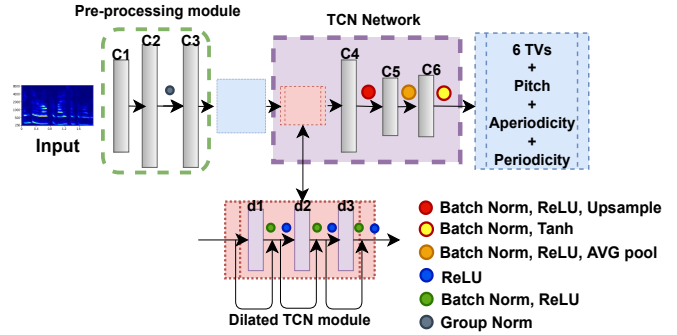 Pre-processing module
TCN Network
C1
C2
C3
C4
C5
C6
Input
6 TVs
+
Pitch
+
Aperiodicity
+
Periodicity
d1
d2
d3
Dilated TCN module
Batch Norm, ReLU, Upsample
Batch Norm, Tanh
Batch Norm, ReLU, AVG pool
ReLU
Batch Norm, ReLU
Group Norm